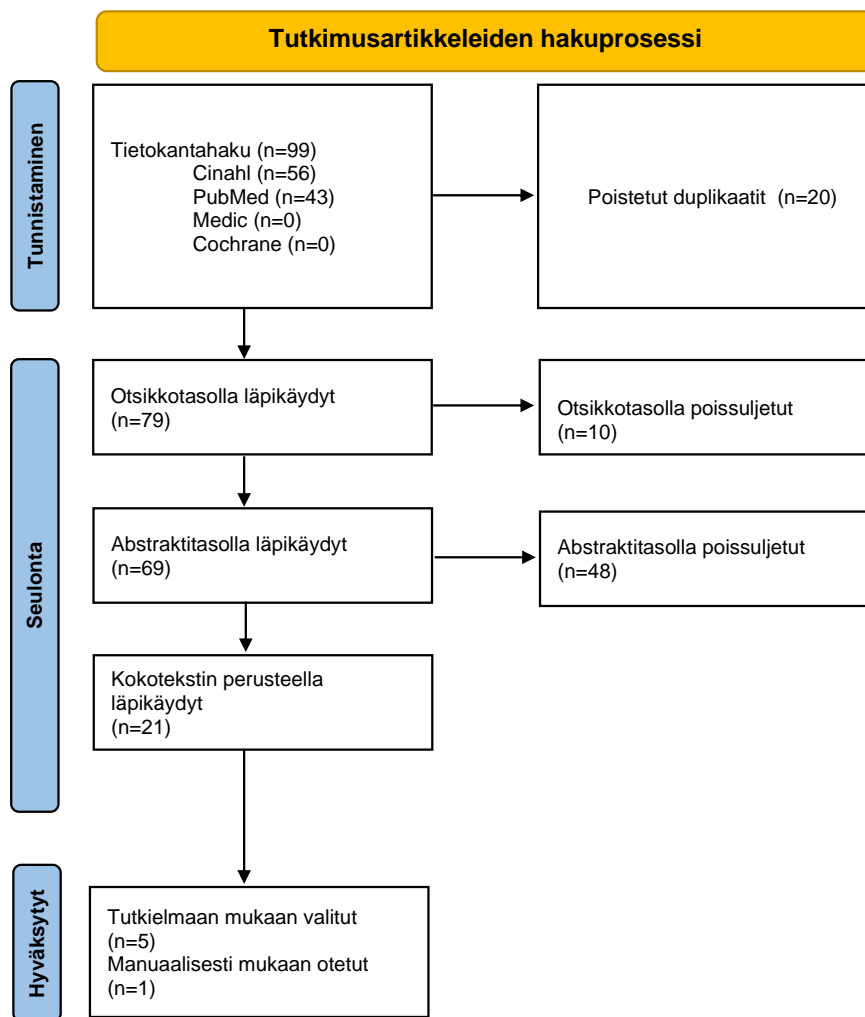 Tutkimusartikkeleiden hakuprosessi
Tunnistaminen
Tietokantahaku (n=99)
Cinahl (n=56)
PubMed (n=43)
Medic (n=0)
Cochrane (n=0)
Poistetut duplikaatit (n=20)
Seulonta
Otsikkotasolla läpikäydyt
(n=79)
Otsikkotasolla poissuljetut
(n=10)
Abstraktitasolla läpikäydyt
(n=69)
Abstraktitasolla poissuljetut
(n=48)
Kokotekstin perusteella
läpikäydyt
(n=21)
Hyväksytyt
Tutkielmaan mukaan valitut
(n=5)
Manuaalisesti mukaan otetut
(n=1)